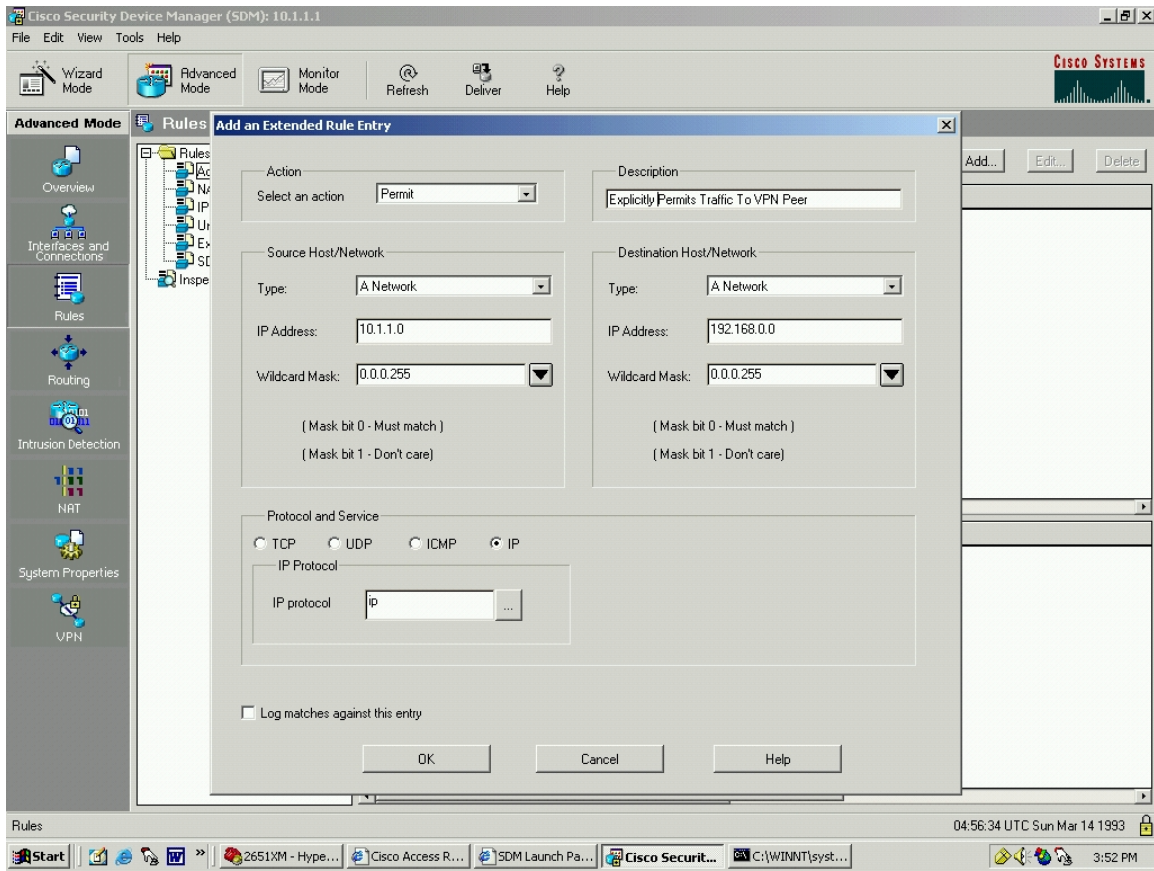 Cisco Security Device Manager (SDM): 10.1.1.1
File Edit View Tools Help
Wizard Mode
Advanced Mode
Monitor Mode
Refresh
Deliver
Help
CISCO SYSTEMS
Advanced Mode
Rules
Add an Extended Rule Entry
Overview
Interfaces and Connections
Rules
Routing
Intrusion Detection
NAT
System Properties
VPN
Rules
Ac
NA
IP
Ur
Ex
SD
Inspe
Add...
Edit...
Delete
Action
Select an action
Permit
Description
Explicitly Permits Traffic To VPN Peer
Source Host/Network
Type:
A Network
IP Address:
10.1.1.0
Wildcard Mask:
0.0.0.255
( Mask bit 0 - Must match )
( Mask bit 1 - Don't care)
Destination Host/Network
Type:
A Network
IP Address:
192.168.0.0
Wildcard Mask:
0.0.0.255
( Mask bit 0 - Must match )
( Mask bit 1 - Don't care)
Protocol and Service
TCP
UDP
ICMP
IP
IP Protocol
IP protocol
ip
...
Log matches against this entry
OK
Cancel
Help
Rules
04:56:34 UTC Sun Mar 14 1993
Start
»
2651XM - Hype...
Cisco Access R...
SDM Launch Pa...
Cisco Securit...
C:\WINNT\syst...
3:52 PM